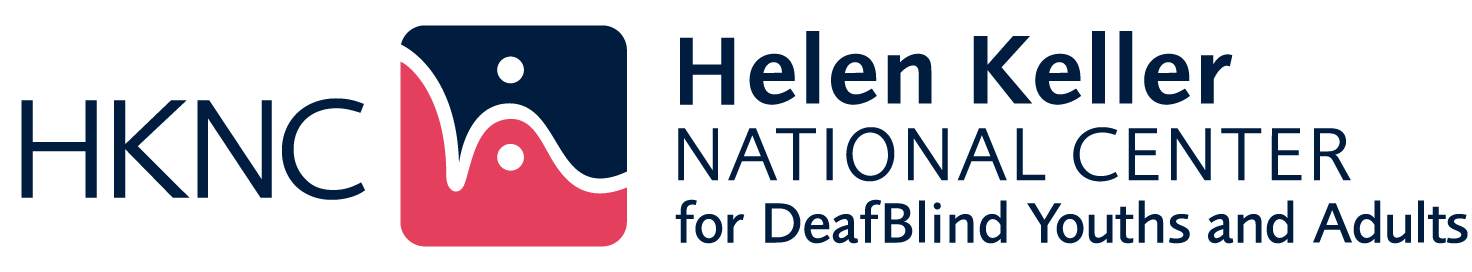 HKNC
Helen Keller
NATIONAL CENTER
for DeafBlind Youths and Adults